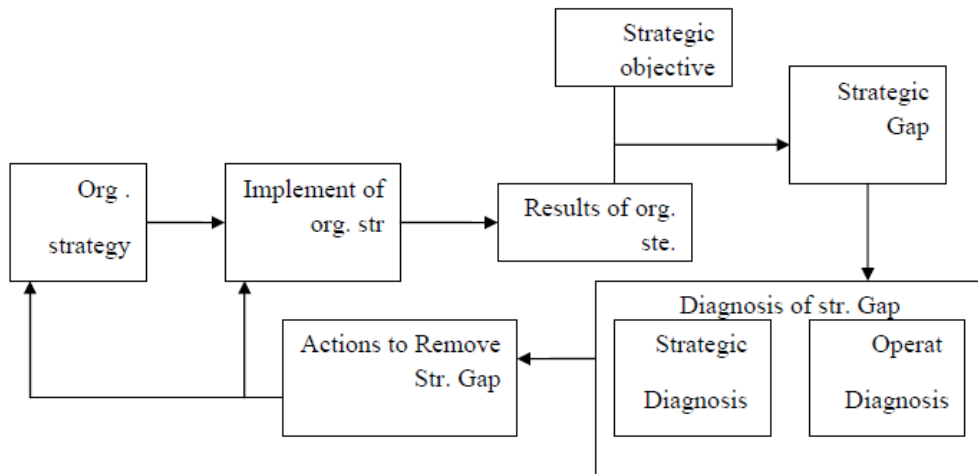 Strategic
objective
Strategic
Gap
Org .
strategy
Implement of
org. str
Results of org.
ste.
Diagnosis of str. Gap
Strategic
Diagnosis
Operat
Diagnosis
Actions to Remove
Str. Gap